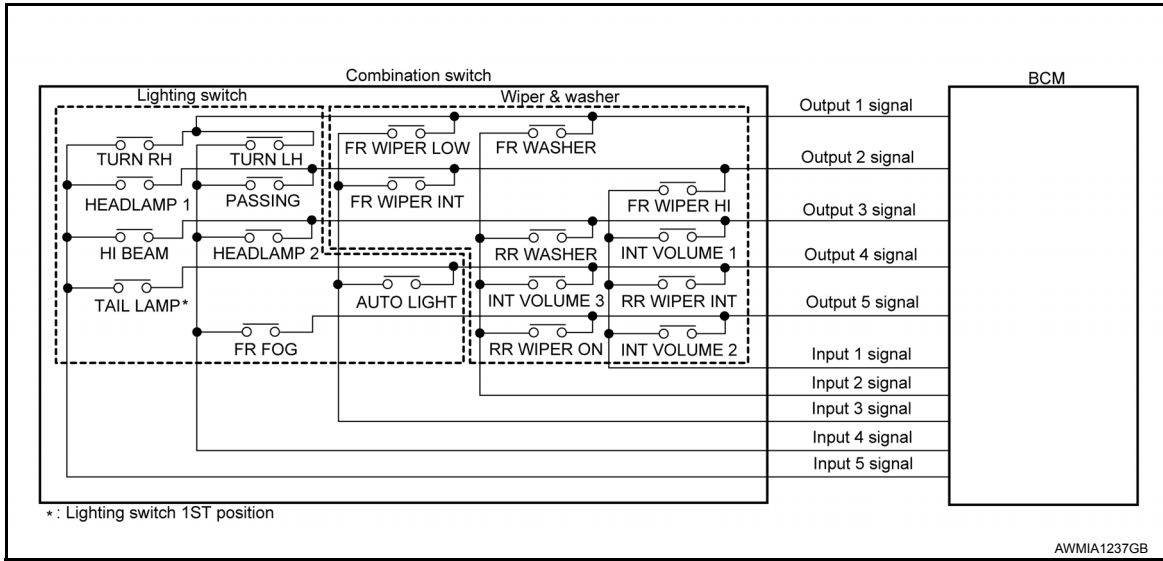 Combination switch
BCM
Lighting switch
Wiper & washer
Output 1 signal
TURN RH
TURN LH
FR WIPER LOW
FR WASHER
Output 2 signal
HEADLAMP 1
PASSING
FR WIPER INT
FR WIPER HI
Output 3 signal
HI BEAM
HEADLAMP 2
RR WASHER
INT VOLUME 1
Output 4 signal
TAIL LAMP*
AUTO LIGHT
INT VOLUME 3
RR WIPER INT
Output 5 signal
FR FOG
RR WIPER ON
INT VOLUME 2
Input 1 signal
Input 2 signal
Input 3 signal
Input 4 signal
Input 5 signal
* : Lighting switch 1ST position
AWMIA1237GB